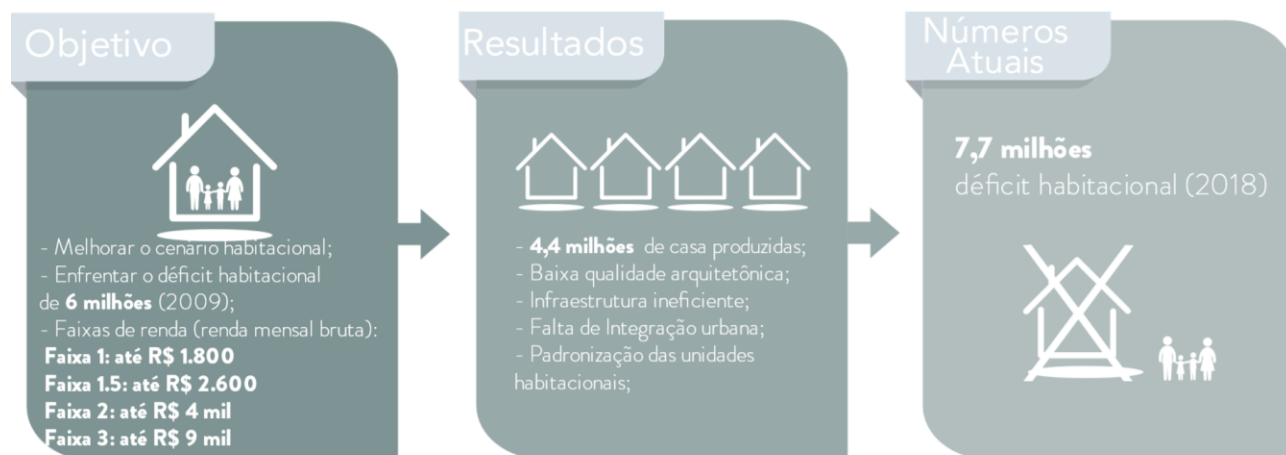 Objetivo
- Melhorar o cenário habitacional;
- Enfrentar o déficit habitacional
de 6 milhões (2009);
- Faixas de renda (renda mensal bruta):
Faixa 1: até R$ 1.800
Faixa 1.5: até R$ 2.600
Faixa 2: até R$ 4 mil
Faixa 3: até R$ 9 mil
Resultados
- 4,4 milhões de casa produzidas;
- Baixa qualidade arquitetônica;
- Infraestrutura ineficiente;
- Falta de Integração urbana;
- Padronização das unidades
habitacionais;
Números
Atuais
7,7 milhões
déficit habitacional (2018)